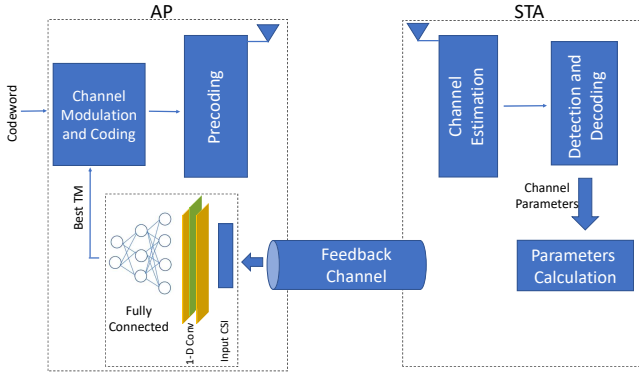 AP
STA
Codeword
Channel
Modulation
and Coding
Precoding
Channel
Estimation
Detection and
Decoding
Best TM
Channel
Parameters
Fully
Connected
1-D Conv
Input CSI
Feedback
Channel
Parameters
Calculation